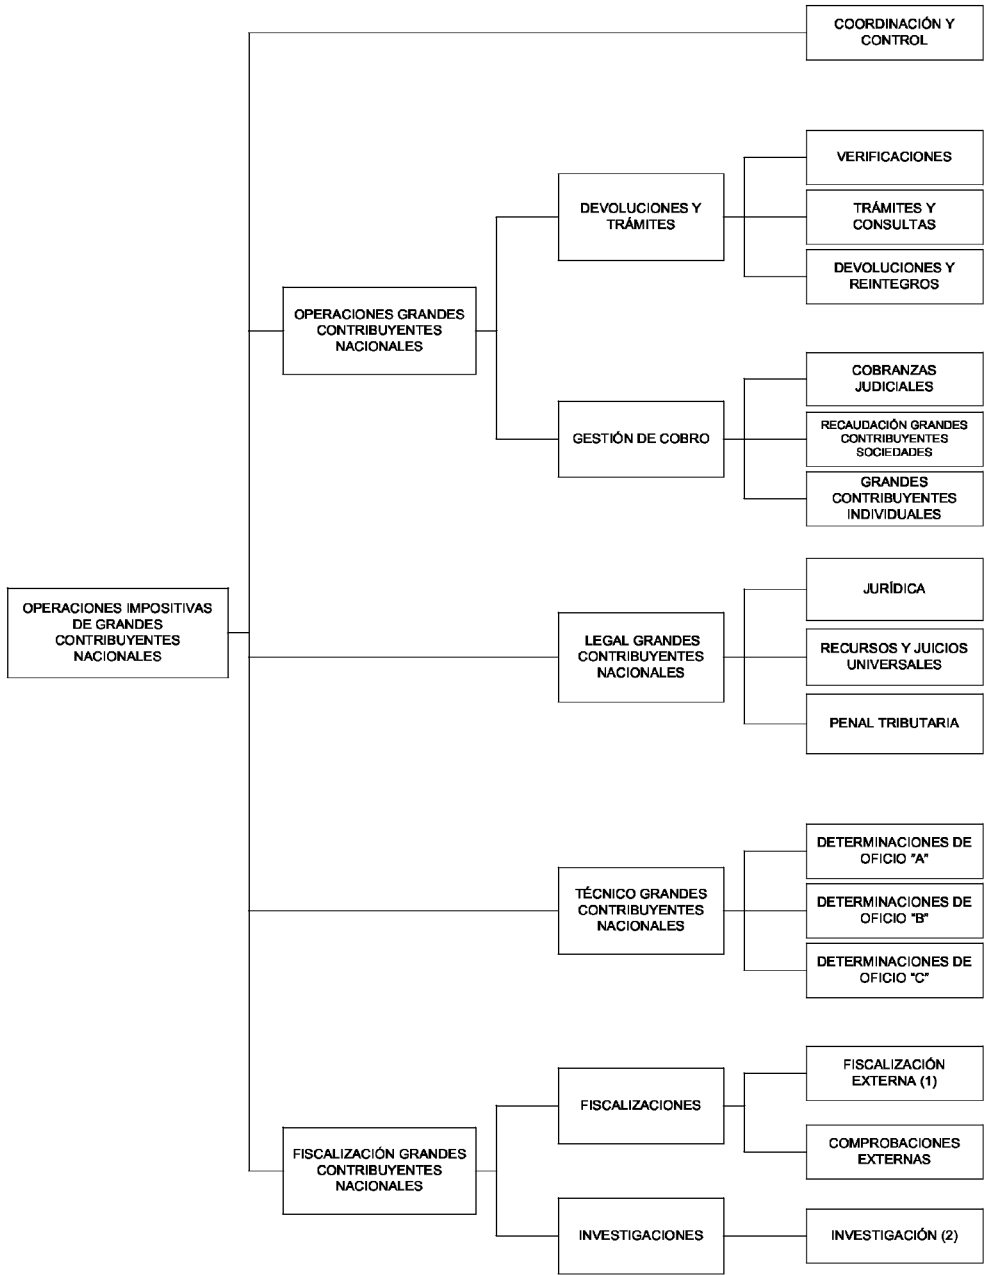 COORDINACIÓN Y
CONTROL
VERIFICACIONES
DEVOLUCIONES Y
TRÁMITES
TRÁMITES Y
CONSULTAS
DEVOLUCIONES Y
REINTEGROS
OPERACIONES GRANDES
CONTRIBUYENTES
NACIONALES
COBRANZAS
JUDICIALES
GESTIÓN DE COBRO
RECAUDACIÓN GRANDES
CONTRIBUYENTES
SOCIEDADES
GRANDES
CONTRIBUYENTES
INDIVIDUALES
OPERACIONES IMPOSITIVAS
DE GRANDES
CONTRIBUYENTES
NACIONALES
JURÍDICA
LEGAL GRANDES
CONTRIBUYENTES
NACIONALES
RECURSOS Y JUICIOS
UNIVERSALES
PENAL TRIBUTARIA
DETERMINACIONES DE
OFICIO "A"
TÉCNICO GRANDES
CONTRIBUYENTES
NACIONALES
DETERMINACIONES DE
OFICIO "B"
DETERMINACIONES DE
OFICIO "C"
FISCALIZACIÓN
EXTERNA (1)
FISCALIZACIONES
COMPROBACIONES
EXTERNAS
FISCALIZACIÓN GRANDES
CONTRIBUYENTES
NACIONALES
INVESTIGACIONES
INVESTIGACIÓN (2)